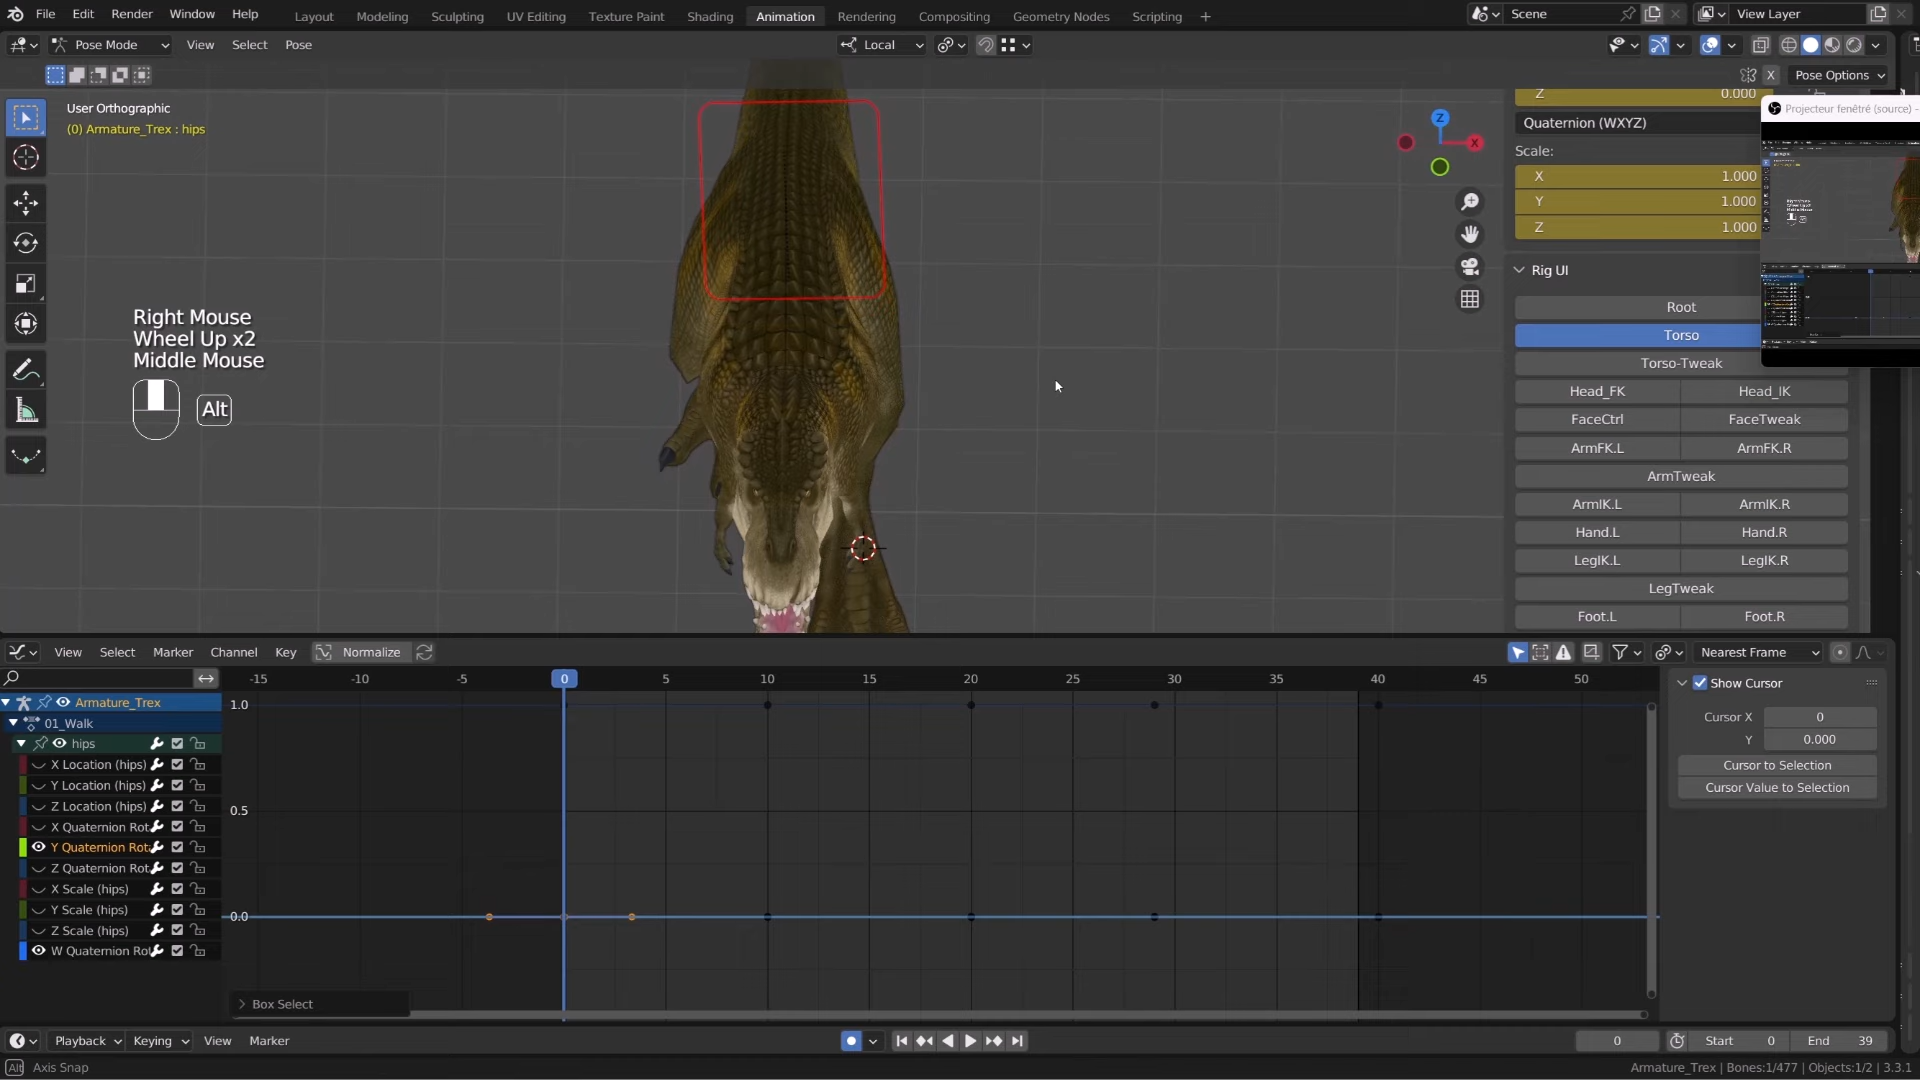 File Edit Render Window Help Layout Modeling Sculpting UV Editing Texture Paint Shading Animation Rendering Compositing Geometry Nodes Scripting + Scene View Layer
Pose Mode View Select Pose Local
X Pose Options
User Orthographic
(0) Armature_Trex : hips
Projecteur fenêtré (source) -
Z 0.000
Quaternion (WXYZ)
Scale:
X 1.000
Y 1.000
Z 1.000
Z
X
Rig UI
Root
Torso
Torso-Tweak
Head_FK Head_IK
FaceCtrl FaceTweak
ArmFK.L ArmFK.R
ArmTweak
ArmIK.L ArmIK.R
Hand.L Hand.R
LegIK.L LegIK.R
LegTweak
Foot.L Foot.R
Right Mouse
Wheel Up x2
Middle Mouse
Alt
View Select Marker Channel Key Normalize Nearest Frame
-15 -10 -5 0 5 10 15 20 25 30 35 40 45 50
1.0
0.5
0.0
Armature_Trex
01_Walk
hips
X Location (hips)
Y Location (hips)
Z Location (hips)
X Quaternion Rot
Y Quaternion Rot
Z Quaternion Rot
X Scale (hips)
Y Scale (hips)
Z Scale (hips)
W Quaternion Rot
Box Select
Show Cursor
Cursor X 0
Y 0.000
Cursor to Selection
Cursor Value to Selection
Playback Keying View Marker 0 Start 0 End 39
Alt Axis Snap Armature_Trex | Bones:1/477 | Objects:1/2 | 3.3.1